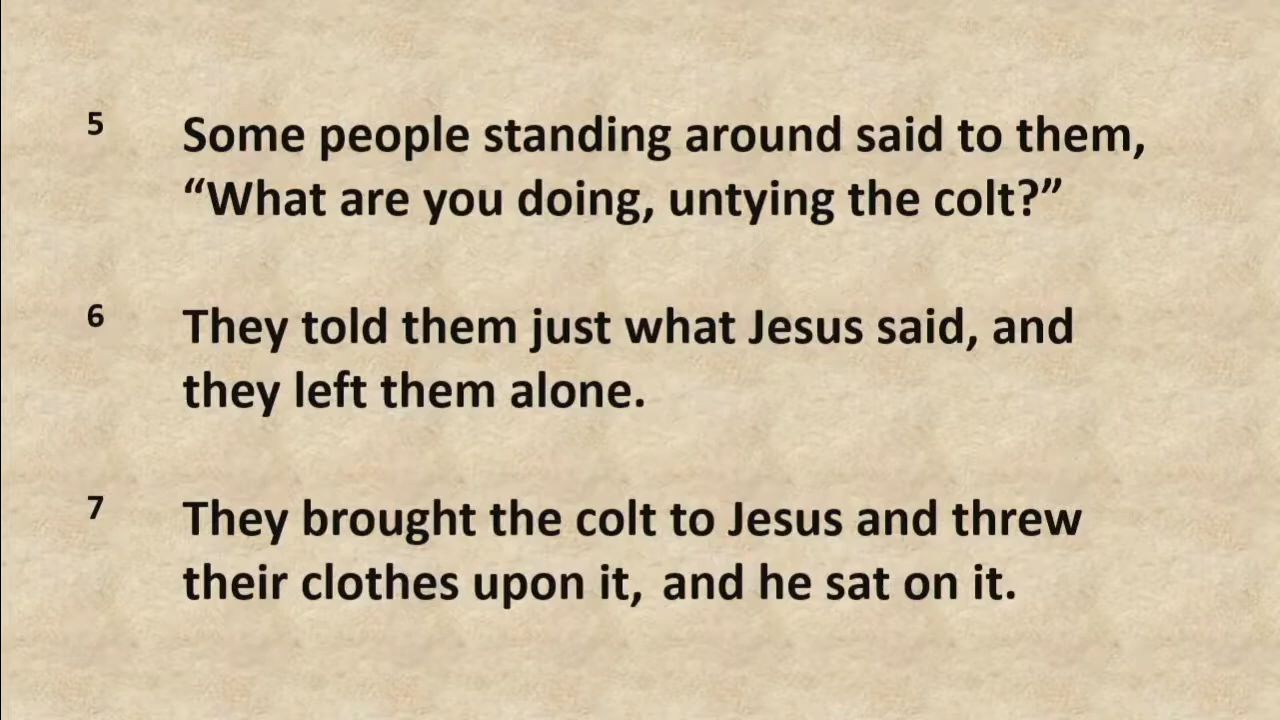 5 Some people standing around said to them,
“What are you doing, untying the colt?”
6 They told them just what Jesus said, and
they left them alone.
7 They brought the colt to Jesus and threw
their clothes upon it, and he sat on it.